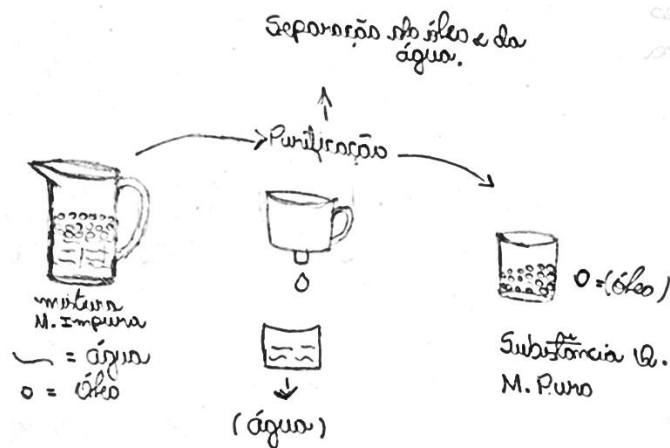 Separação do óleo e da
água.
Purificação
mistura
M. Impura
= água
o = Óleo
(água)
O = (óleo)
Substância Q.
M. Puro